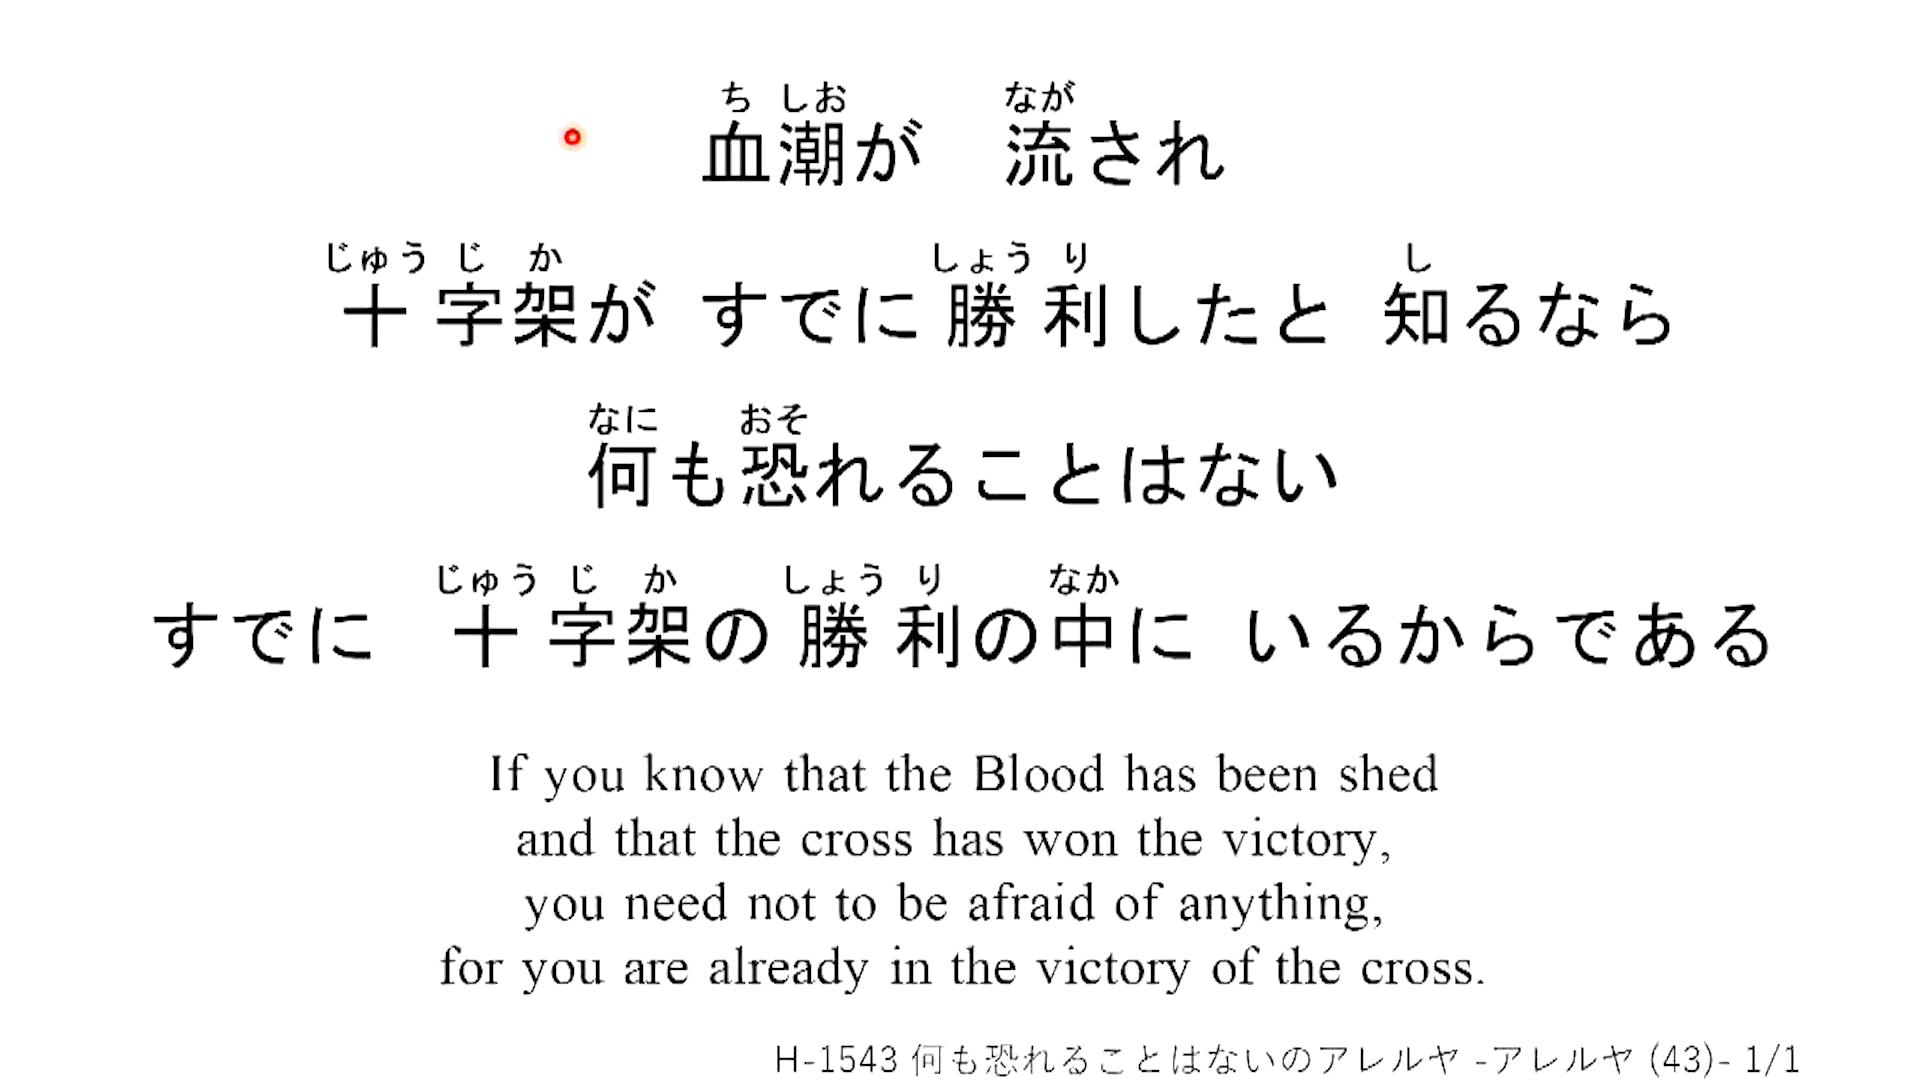 ち しお なが
血潮が 流され
じゅう じ か しょう り し
十字架が すでに勝利したと 知るなら
なに おそ
何も恐れることはない
じゅう じ か しょう り なか
すでに 十字架の勝利の中に いるからである
If you know that the Blood has been shed
and that the cross has won the victory,
you need not to be afraid of anything,
for you are already in the victory of the cross.
H-1543 何も恐れることはないのアレルヤ -アレルヤ (43)- 1/1